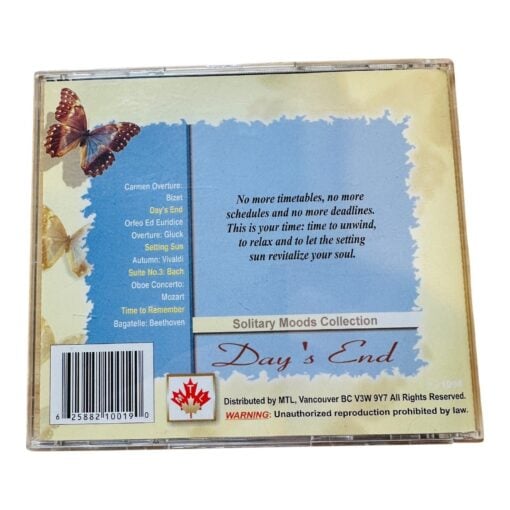 Carmen Overture:
Bizet
Day's End
Orfeo Ed Euridice
Overture: Gluck
Setting Sun
Autumn: Vivaldi
Suite No.3: Bach
Oboe Concerto:
Mozart
Time to Remember
Bagatelle: Beethoven
No more timetables, no more
schedules and no more deadlines.
This is your time: time to unwind,
to relax and to let the setting
sun revitalize your soul.
Solitary Moods Collection
Day's End
6 25882 10019 0
MTL
Distributed by MTL, Vancouver BC V3W 9Y7 All Rights Reserved.
WARNING: Unauthorized reproduction prohibited by law.